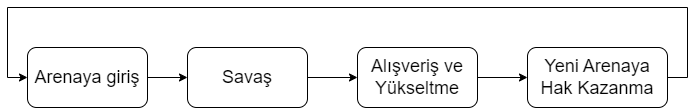 Arenaya giriş
Savaş
Alışveriş ve
Yükseltme
Yeni Arenaya
Hak Kazanma